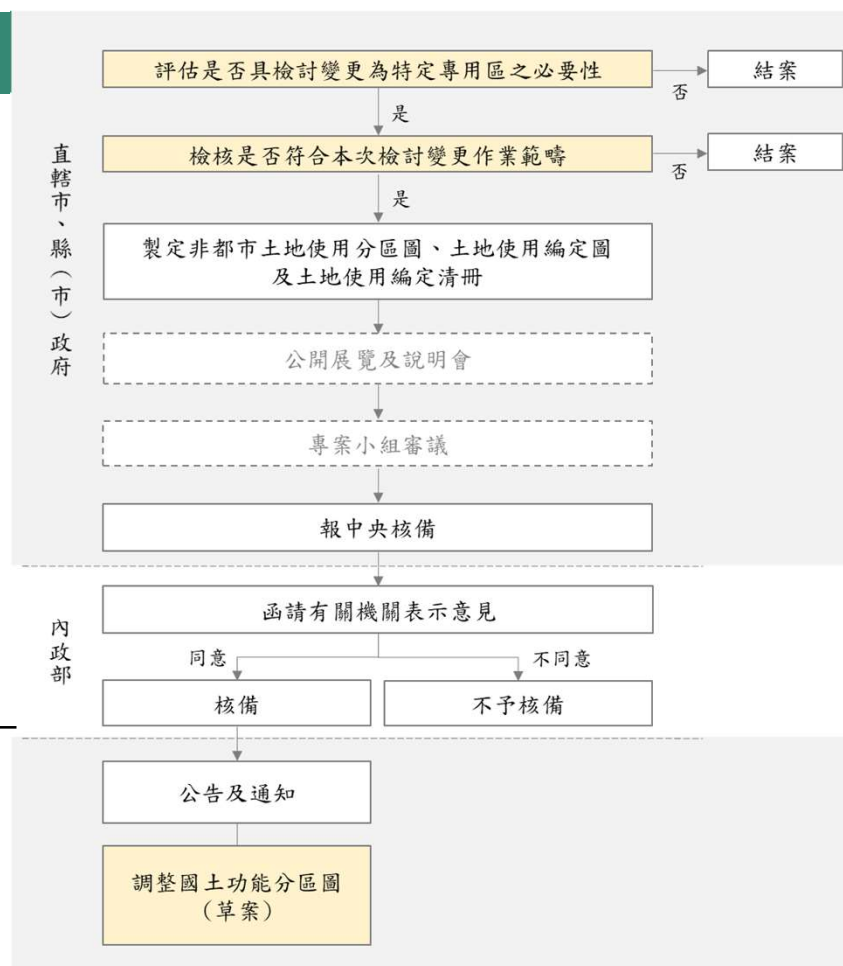 評估是否具檢討變更為特定專用區之必要性
結案
否
是
檢核是否符合本次檢討變更作業範疇
結案
否
是
直轄市、縣（市）政府
製定非都市土地使用分區圖、土地使用編定圖
及土地使用編定清冊
公開展覽及說明會
專案小組審議
報中央核備
內政部
函請有關機關表示意見
同意
不同意
核備
不予核備
公告及通知
調整國土功能分區圖
（草案）